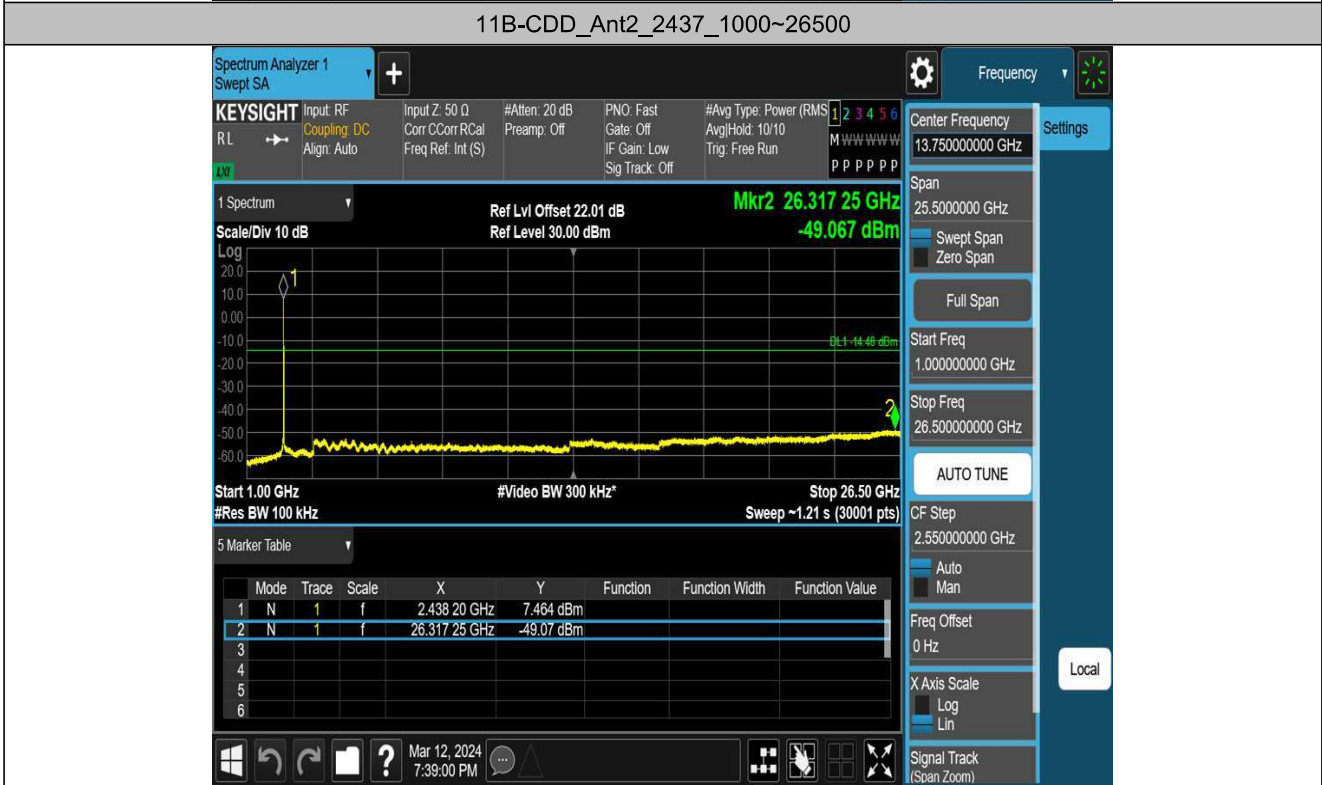 11B-CDD_Ant2_2437_1000~26500
Spectrum Analyzer 1
Swept SA
+
Frequency
KEYSIGHT
RL
LXI
Input: RF
Coupling: DC
Align: Auto
Input Z: 50 Ω
Corr CCorr RCal
Freq Ref: Int (S)
#Atten: 20 dB
Preamp: Off
PNO: Fast
Gate: Off
IF Gain: Low
Sig Track: Off
#Avg Type: Power (RMS
Avg|Hold: 10/10
Trig: Free Run
1 2 3 4 5 6
M W W W W W
P P P P P P
1 Spectrum
Scale/Div 10 dB
Ref Lvl Offset 22.01 dB
Ref Level 30.00 dBm
Mkr2 26.317 25 GHz
-49.067 dBm
Log
20.0
10.0
0.00
-10.0
-20.0
-30.0
-40.0
-50.0
-60.0
1
DL1 -14.46 dBm
2
Start 1.00 GHz
#Res BW 100 kHz
#Video BW 300 kHz*
Stop 26.50 GHz
Sweep ~1.21 s (30001 pts)
5 Marker Table
Mode Trace Scale X Y Function Function Width Function Value
1 N 1 f 2.438 20 GHz 7.464 dBm
2 N 1 f 26.317 25 GHz -49.07 dBm
3
4
5
6
Mar 12, 2024
7:39:00 PM
Center Frequency
13.750000000 GHz
Settings
Span
25.5000000 GHz
Swept Span
Zero Span
Full Span
Start Freq
1.000000000 GHz
Stop Freq
26.500000000 GHz
AUTO TUNE
CF Step
2.550000000 GHz
Auto
Man
Freq Offset
0 Hz
Local
X Axis Scale
Log
Lin
Signal Track
(Span Zoom)